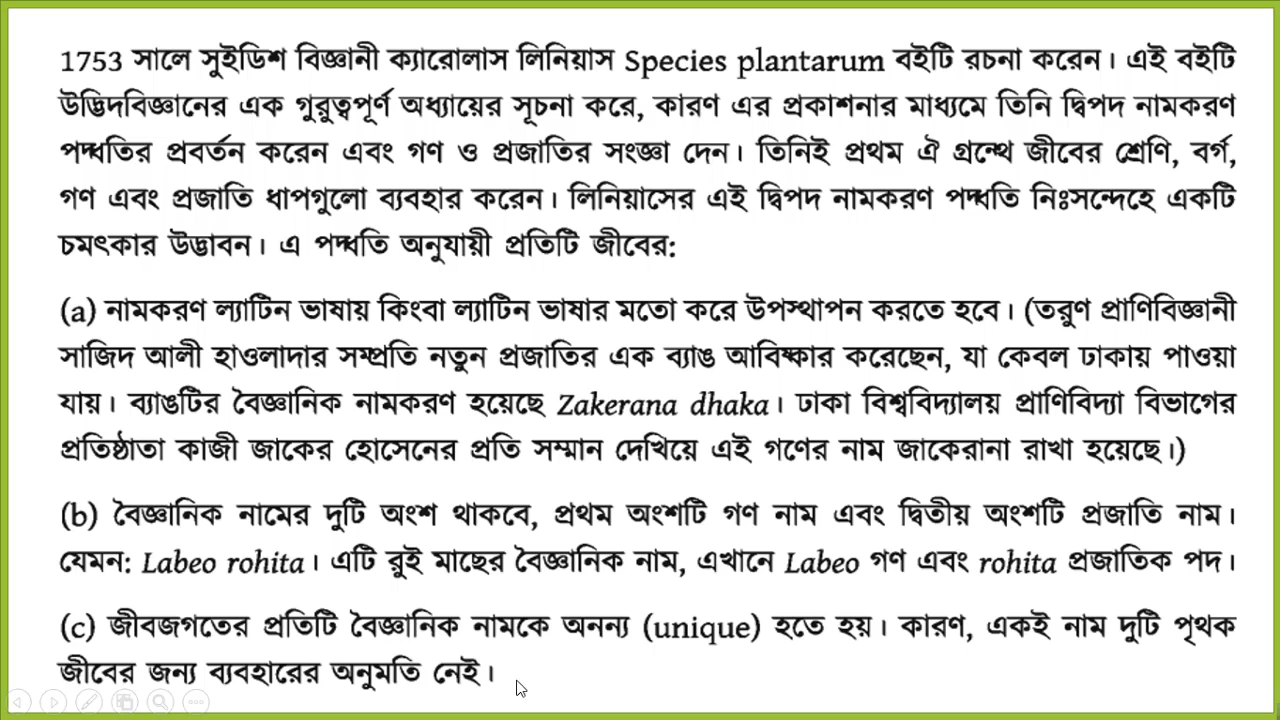 1753 সালে সুইডিশ বিজ্ঞানী ক্যারোলাস লিনিয়াস Species plantarum বইটি রচনা করেন। এই বইটি
উদ্ভিদবিজ্ঞানের এক গুরুত্বপূর্ণ অধ্যায়ের সূচনা করে, কারণ এর প্রকাশনার মাধ্যমে তিনি দ্বিপদ নামকরণ
পদ্ধতির প্রবর্তন করেন এবং গণ ও প্রজাতির সংজ্ঞা দেন। তিনিই প্রথম ঐ গ্রন্থে জীবের শ্রেণি, বর্গ,
গণ এবং প্রজাতি ধাপগুলো ব্যবহার করেন। লিনিয়াসের এই দ্বিপদ নামকরণ পদ্ধতি নিঃসন্দেহে একটি
চমৎকার উদ্ভাবন। এ পদ্ধতি অনুযায়ী প্রতিটি জীবের:
(a) নামকরণ ল্যাটিন ভাষায় কিংবা ল্যাটিন ভাষার মতো করে উপস্থাপন করতে হবে। (তরুণ প্রাণিবিজ্ঞানী
সাজিদ আলী হাওলাদার সম্প্রতি নতুন প্রজাতির এক ব্যাঙ আবিষ্কার করেছেন, যা কেবল ঢাকায় পাওয়া
যায়। ব্যাঙটির বৈজ্ঞানিক নামকরণ হয়েছে Zakerana dhaka। ঢাকা বিশ্ববিদ্যালয় প্রাণিবিদ্যা বিভাগের
প্রতিষ্ঠাতা কাজী জাকের হোসেনের প্রতি সম্মান দেখিয়ে এই গণের নাম জাকেরানা রাখা হয়েছে।)
(b) বৈজ্ঞানিক নামের দুটি অংশ থাকবে, প্রথম অংশটি গণ নাম এবং দ্বিতীয় অংশটি প্রজাতি নাম।
যেমন: Labeo rohita। এটি রুই মাছের বৈজ্ঞানিক নাম, এখানে Labeo গণ এবং rohita প্রজাতিক পদ।
(c) জীবজগতের প্রতিটি বৈজ্ঞানিক নামকে অনন্য (unique) হতে হয়। কারণ, একই নাম দুটি পৃথক
জীবের জন্য ব্যবহারের অনুমতি নেই।